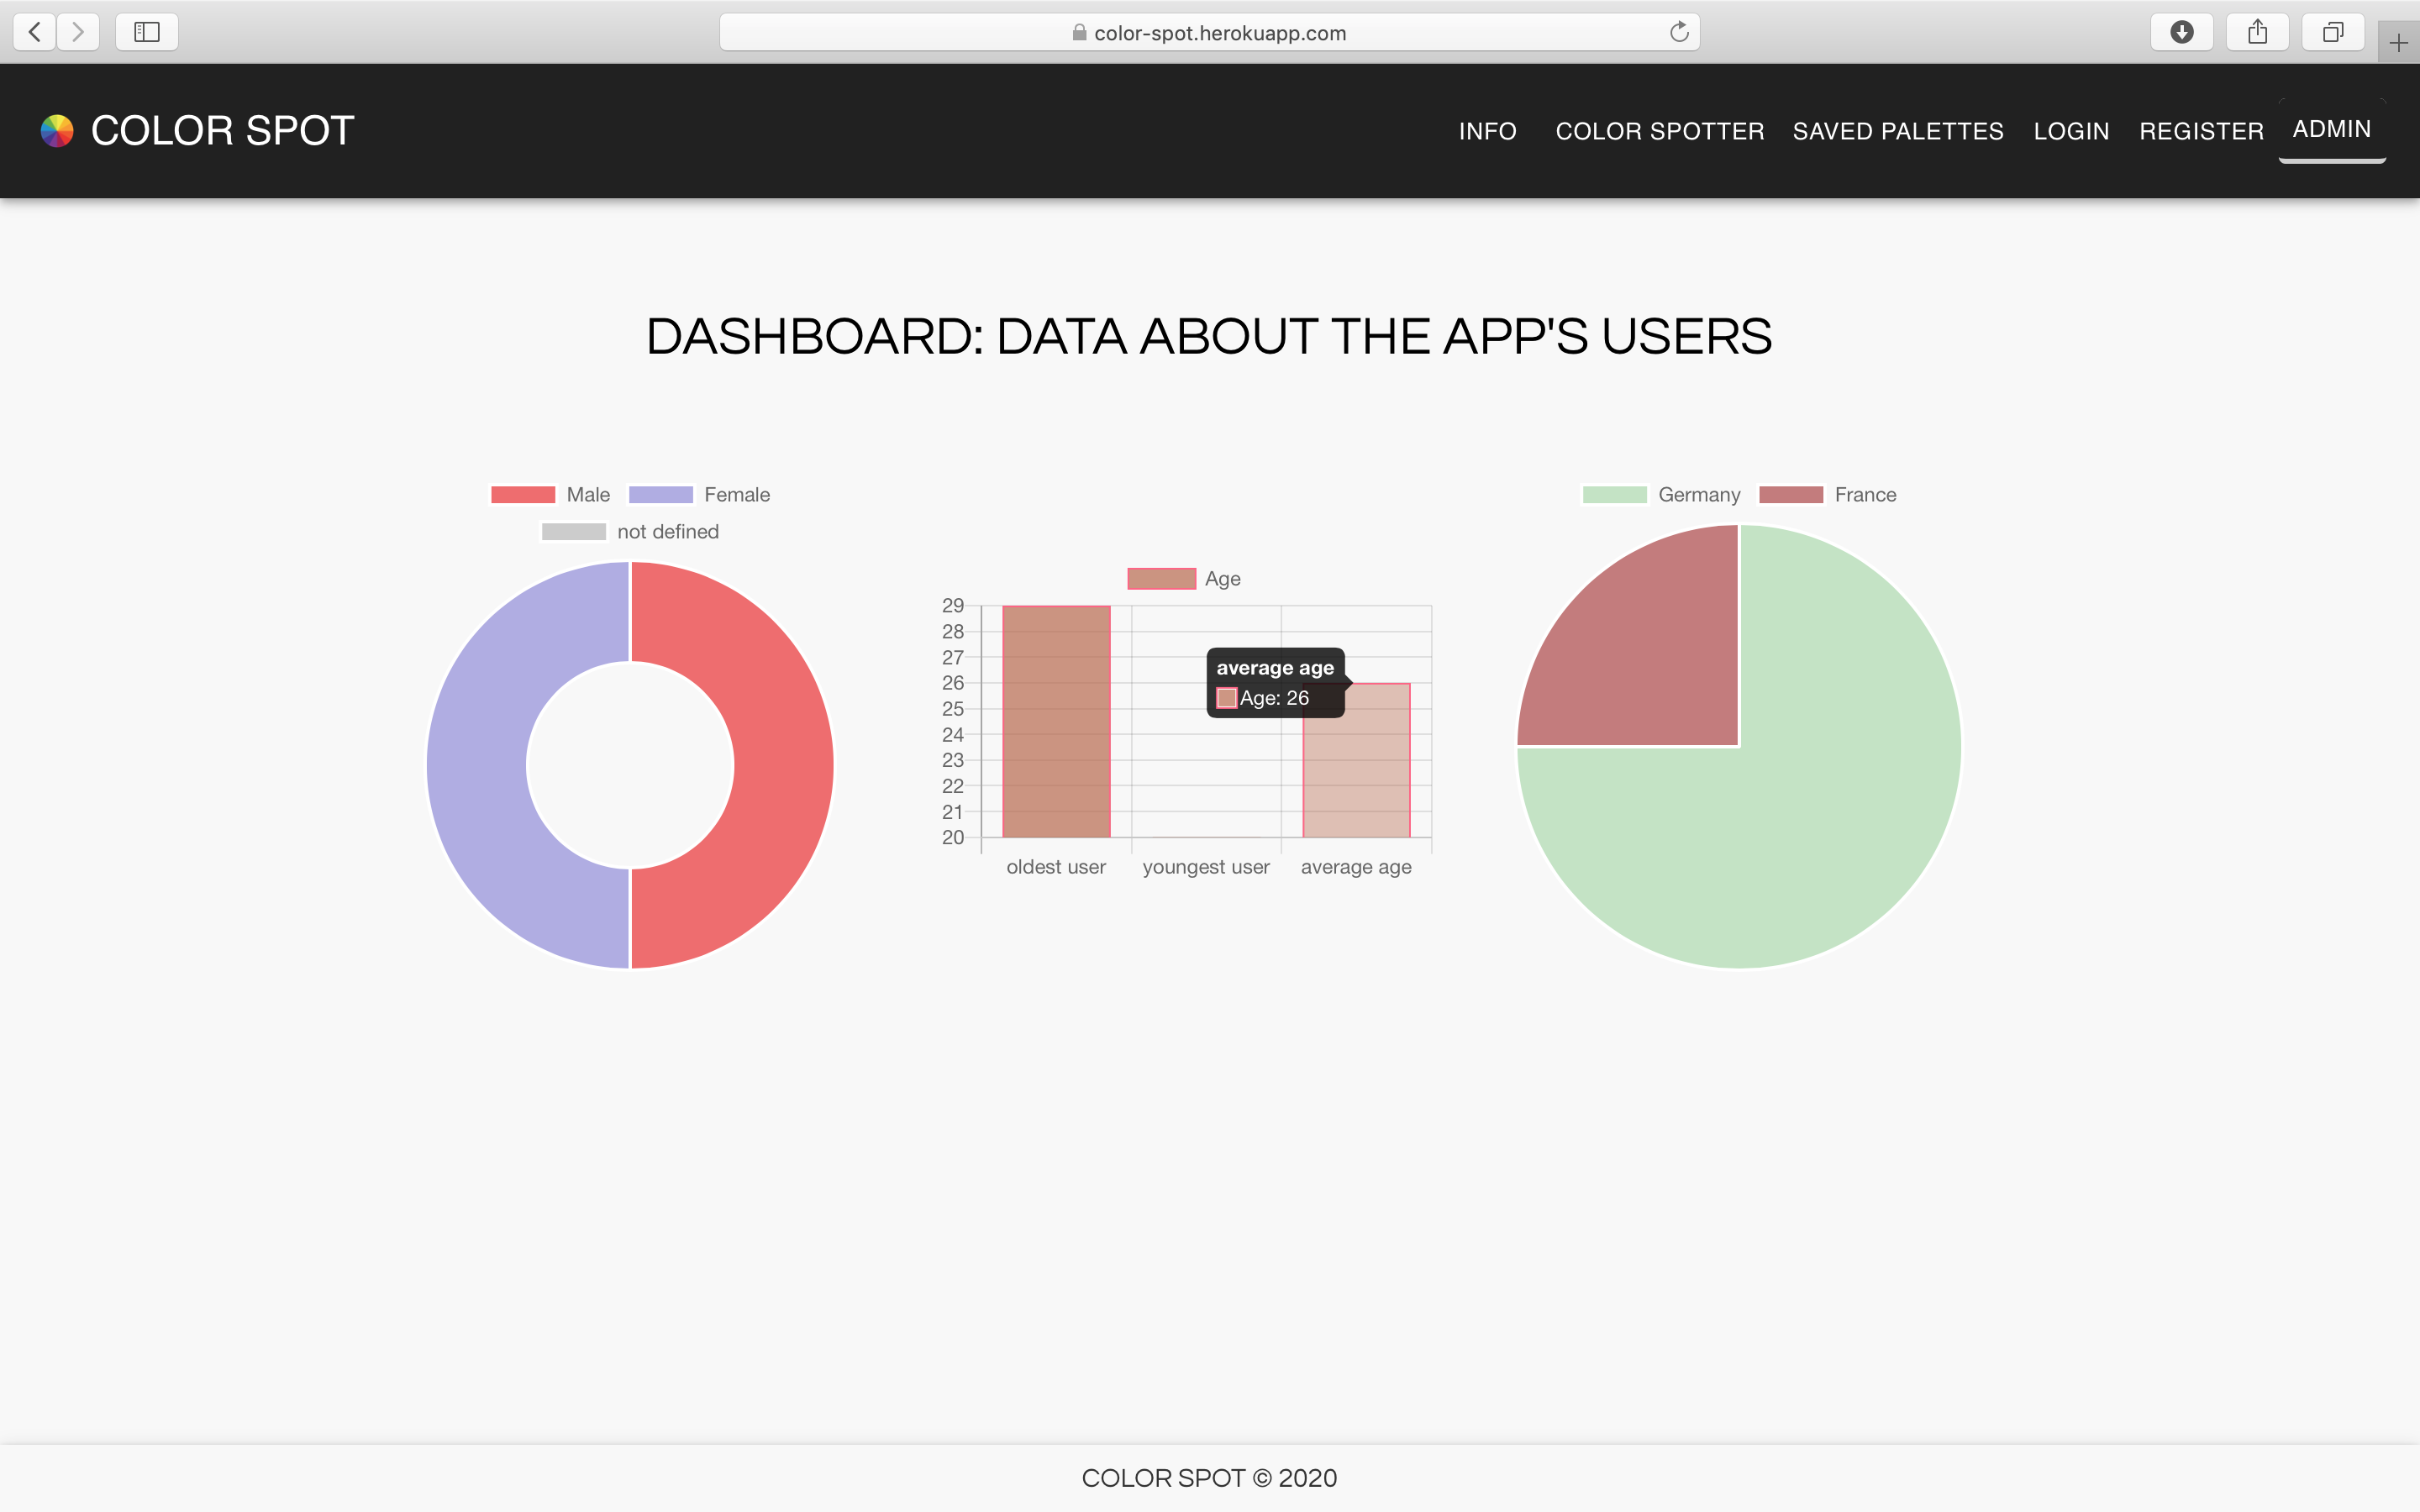 color-spot.herokuapp.com
COLOR SPOT
INFO COLOR SPOTTER SAVED PALETTES LOGIN REGISTER ADMIN
DASHBOARD: DATA ABOUT THE APP'S USERS
Male Female
not defined
Age
29
28
27
26
25
24
23
22
21
20
average age
Age: 26
oldest user youngest user average age
Germany France
COLOR SPOT © 2020